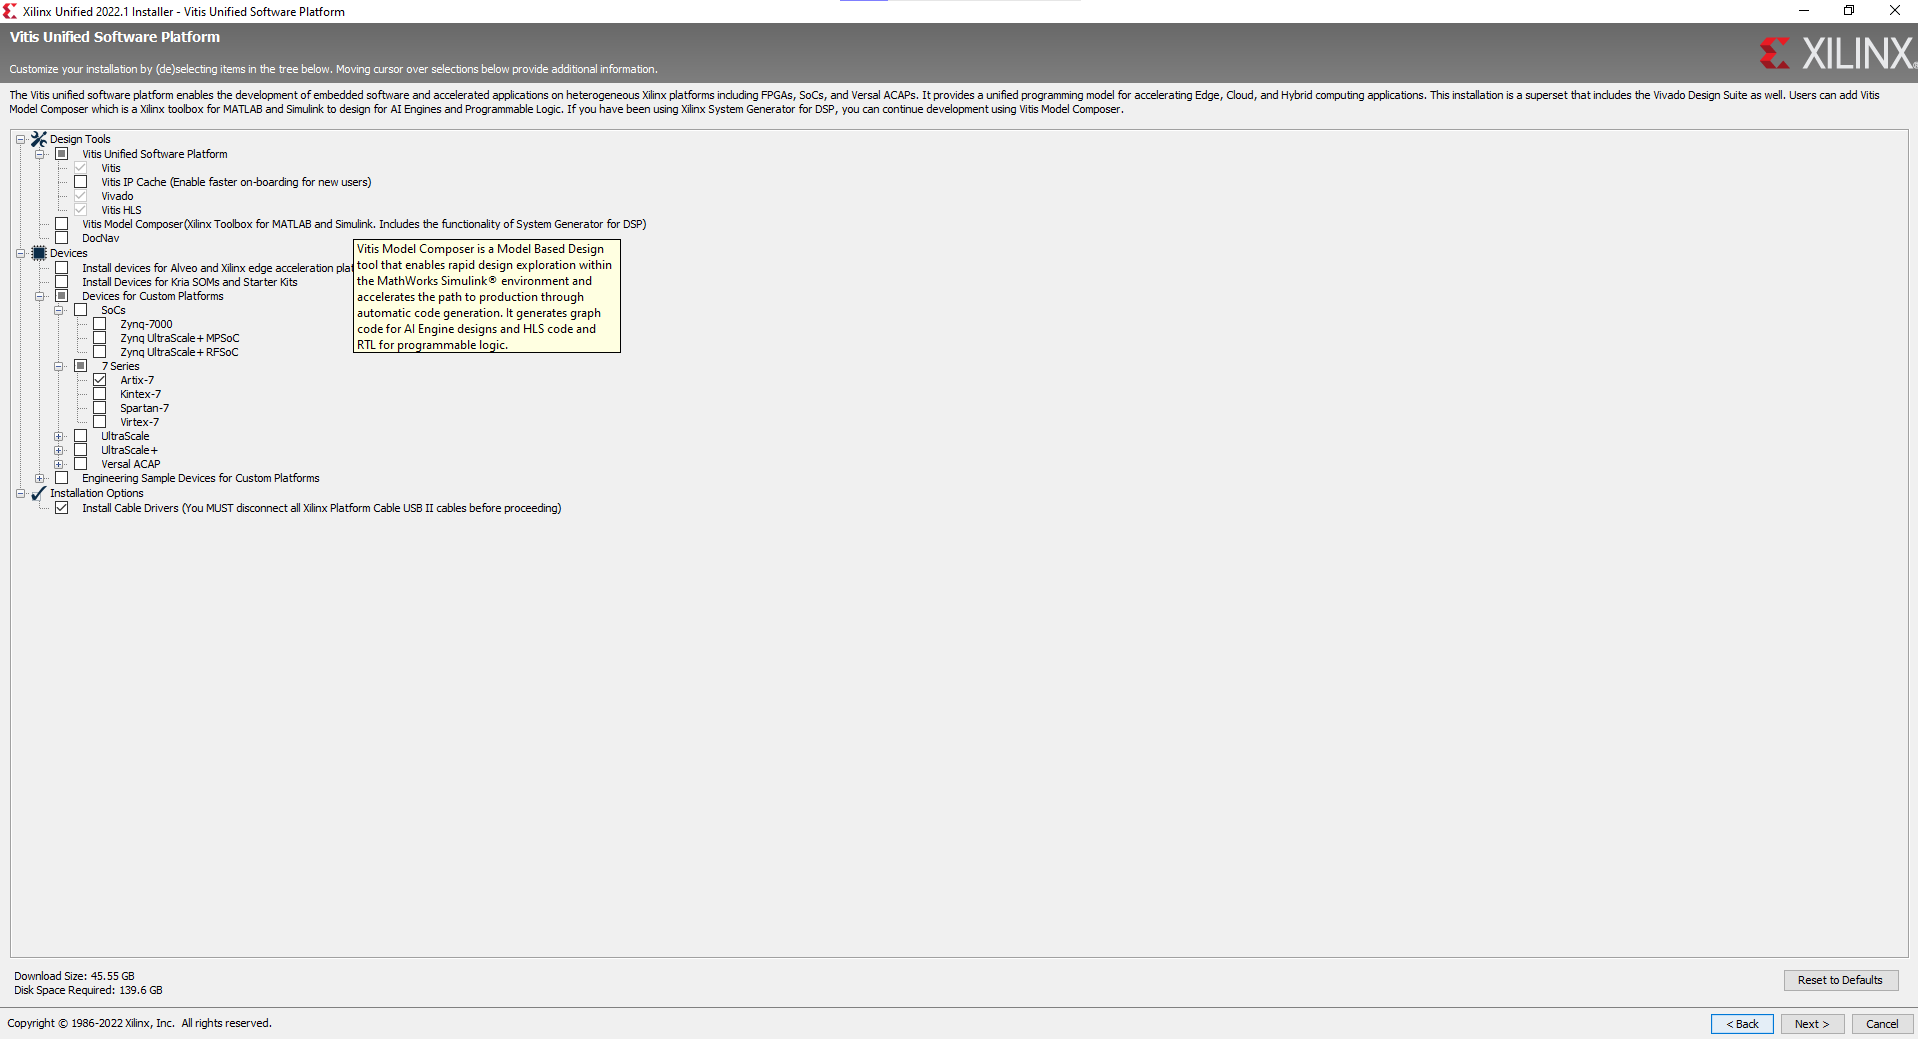 Xilinx Unified 2022.1 Installer - Vitis Unified Software Platform
Vitis Unified Software Platform
Customize your installation by (de)selecting items in the tree below. Moving cursor over selections below provide additional information.
XILINX
The Vitis unified software platform enables the development of embedded software and accelerated applications on heterogeneous Xilinx platforms including FPGAs, SoCs, and Versal ACAPs. It provides a unified programming model for accelerating Edge, Cloud, and Hybrid computing applications. This installation is a superset that includes the Vivado Design Suite as well. Users can add Vitis
Model Composer which is a Xilinx toolbox for MATLAB and Simulink to design for AI Engines and Programmable Logic. If you have been using Xilinx System Generator for DSP, you can continue development using Vitis Model Composer.
Design Tools
Vitis Unified Software Platform
Vitis
Vitis IP Cache (Enable faster on-boarding for new users)
Vivado
Vitis HLS
Vitis Model Composer(Xilinx Toolbox for MATLAB and Simulink. Includes the functionality of System Generator for DSP)
DocNav
Devices
Install devices for Alveo and Xilinx edge acceleration plat
Install Devices for Kria SOMs and Starter Kits
Devices for Custom Platforms
SoCs
Zynq-7000
Zynq UltraScale+ MPSoC
Zynq UltraScale+ RFSoC
7 Series
Artix-7
Kintex-7
Spartan-7
Virtex-7
UltraScale
UltraScale+
Versal ACAP
Engineering Sample Devices for Custom Platforms
Installation Options
Install Cable Drivers (You MUST disconnect all Xilinx Platform Cable USB II cables before proceeding)
Vitis Model Composer is a Model Based Design
tool that enables rapid design exploration within
the MathWorks Simulink® environment and
accelerates the path to production through
automatic code generation. It generates graph
code for AI Engine designs and HLS code and
RTL for programmable logic.
Download Size: 45.55 GB
Disk Space Required: 139.6 GB
Reset to Defaults
Copyright © 1986-2022 Xilinx, Inc. All rights reserved.
< Back
Next >
Cancel